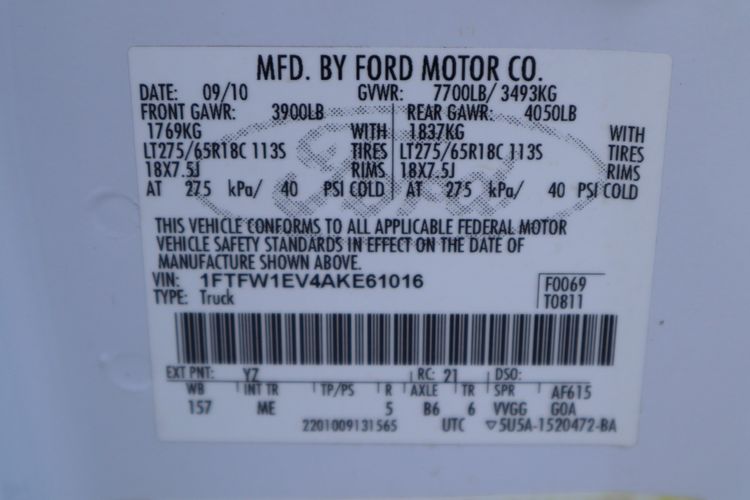 MFD. BY FORD MOTOR CO.
DATE: 09/10 GVWR: 7700LB/ 3493KG
FRONT GAWR: 3900LB REAR GAWR: 4050LB
1769KG WITH 1837KG WITH
LT275/65R18C 113S TIRES LT275/65R18C 113S TIRES
18X7.5J RIMS 18X7.5J RIMS
AT 275 kPa/ 40 PSI COLD AT 275 kPa/ 40 PSI COLD
Ford
THIS VEHICLE CONFORMS TO ALL APPLICABLE FEDERAL MOTOR
VEHICLE SAFETY STANDARDS IN EFFECT ON THE DATE OF
MANUFACTURE SHOWN ABOVE.
VIN: 1FTFW1EV4AKE61016 F0069
TYPE: Truck T0811
EXT PNT: YZ RC: 21 DSO:
WB INT TR TP/PS R AXLE TR SPR AF615
157 ME 5 B6 6 VVGG GOA
2201009131565 UTC ▽5U5A-1520472-BA